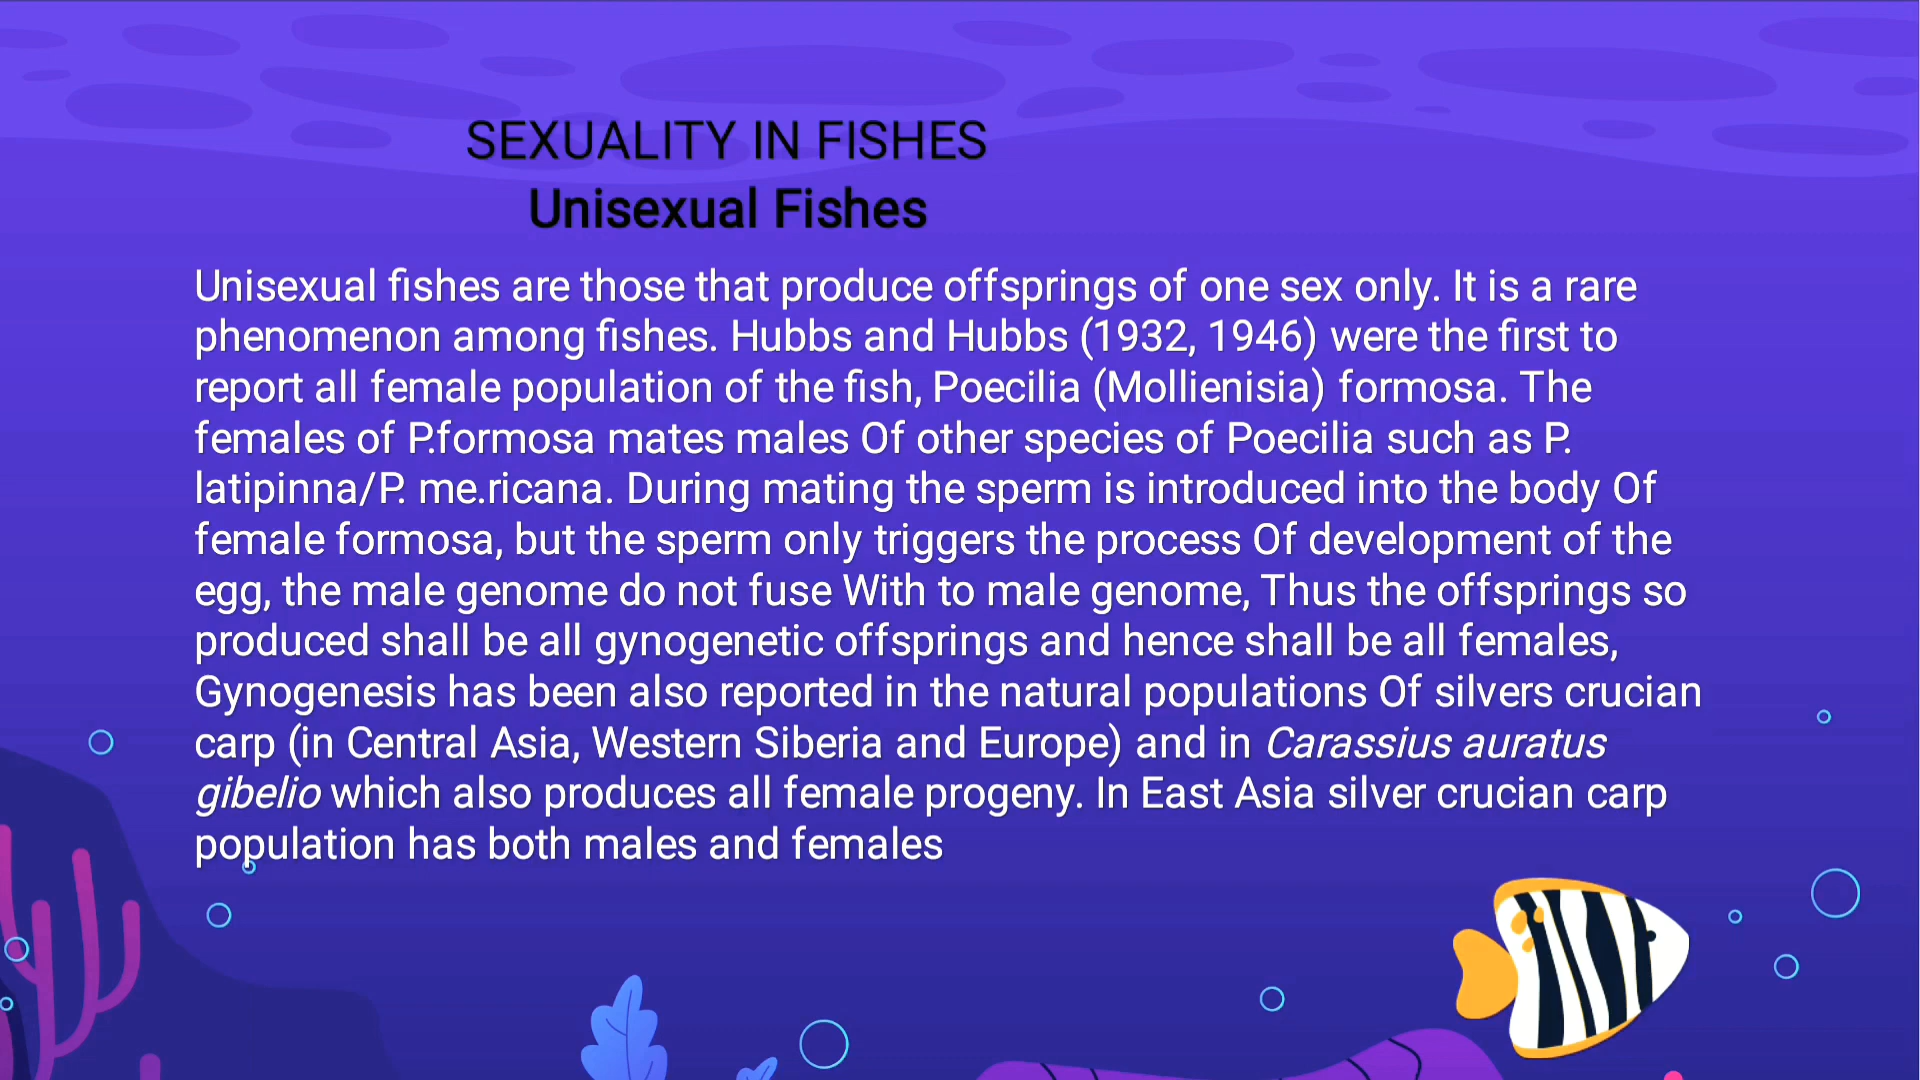 SEXUALITY IN FISHES
Unisexual Fishes
Unisexual fishes are those that produce offsprings of one sex only. It is a rare
phenomenon among fishes. Hubbs and Hubbs (1932, 1946) were the first to
report all female population of the fish, Poecilia (Mollienisia) formosa. The
females of P.formosa mates males Of other species of Poecilia such as P.
latipinna/P. me.ricana. During mating the sperm is introduced into the body Of
female formosa, but the sperm only triggers the process Of development of the
egg, the male genome do not fuse With to male genome, Thus the offsprings so
produced shall be all gynogenetic offsprings and hence shall be all females,
Gynogenesis has been also reported in the natural populations Of silvers crucian
carp (in Central Asia, Western Siberia and Europe) and in Carassius auratus
gibelio which also produces all female progeny. In East Asia silver crucian carp
population has both males and females